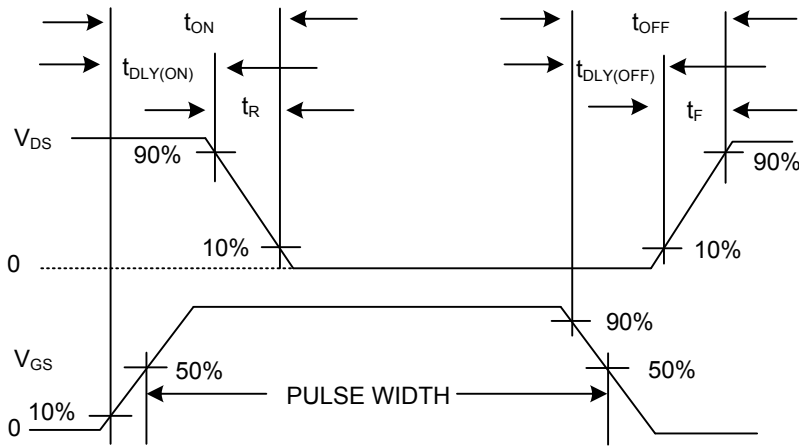 tON tOFF
tDLY(ON) tDLY(OFF)
tR tF
VDS
90% 90%
10% 10%
0
90%
VGS 50% 50%
PULSE WIDTH
10%
0